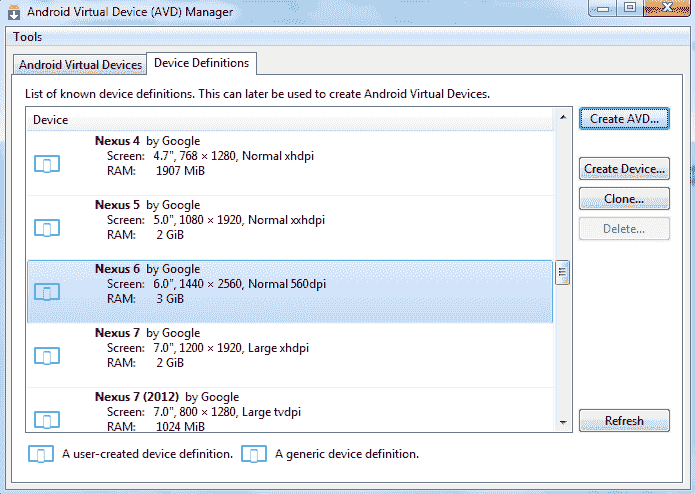 Android Virtual Device (AVD) Manager
Tools
Android Virtual Devices
Device Definitions
List of known device definitions. This can later be used to create Android Virtual Devices.
Device
Nexus 4 by Google
Screen: 4.7", 768 × 1280, Normal xhdpi
RAM: 1907 MiB
Nexus 5 by Google
Screen: 5.0", 1080 × 1920, Normal xxhdpi
RAM: 2 GiB
Nexus 6 by Google
Screen: 6.0", 1440 × 2560, Normal 560dpi
RAM: 3 GiB
Nexus 7 by Google
Screen: 7.0", 1200 × 1920, Large xhdpi
RAM: 2 GiB
Nexus 7 (2012) by Google
Screen: 7.0", 800 × 1280, Large tvdpi
RAM: 1024 MiB
Create AVD...
Create Device...
Clone...
Delete...
Refresh
A user-created device definition.
A generic device definition.